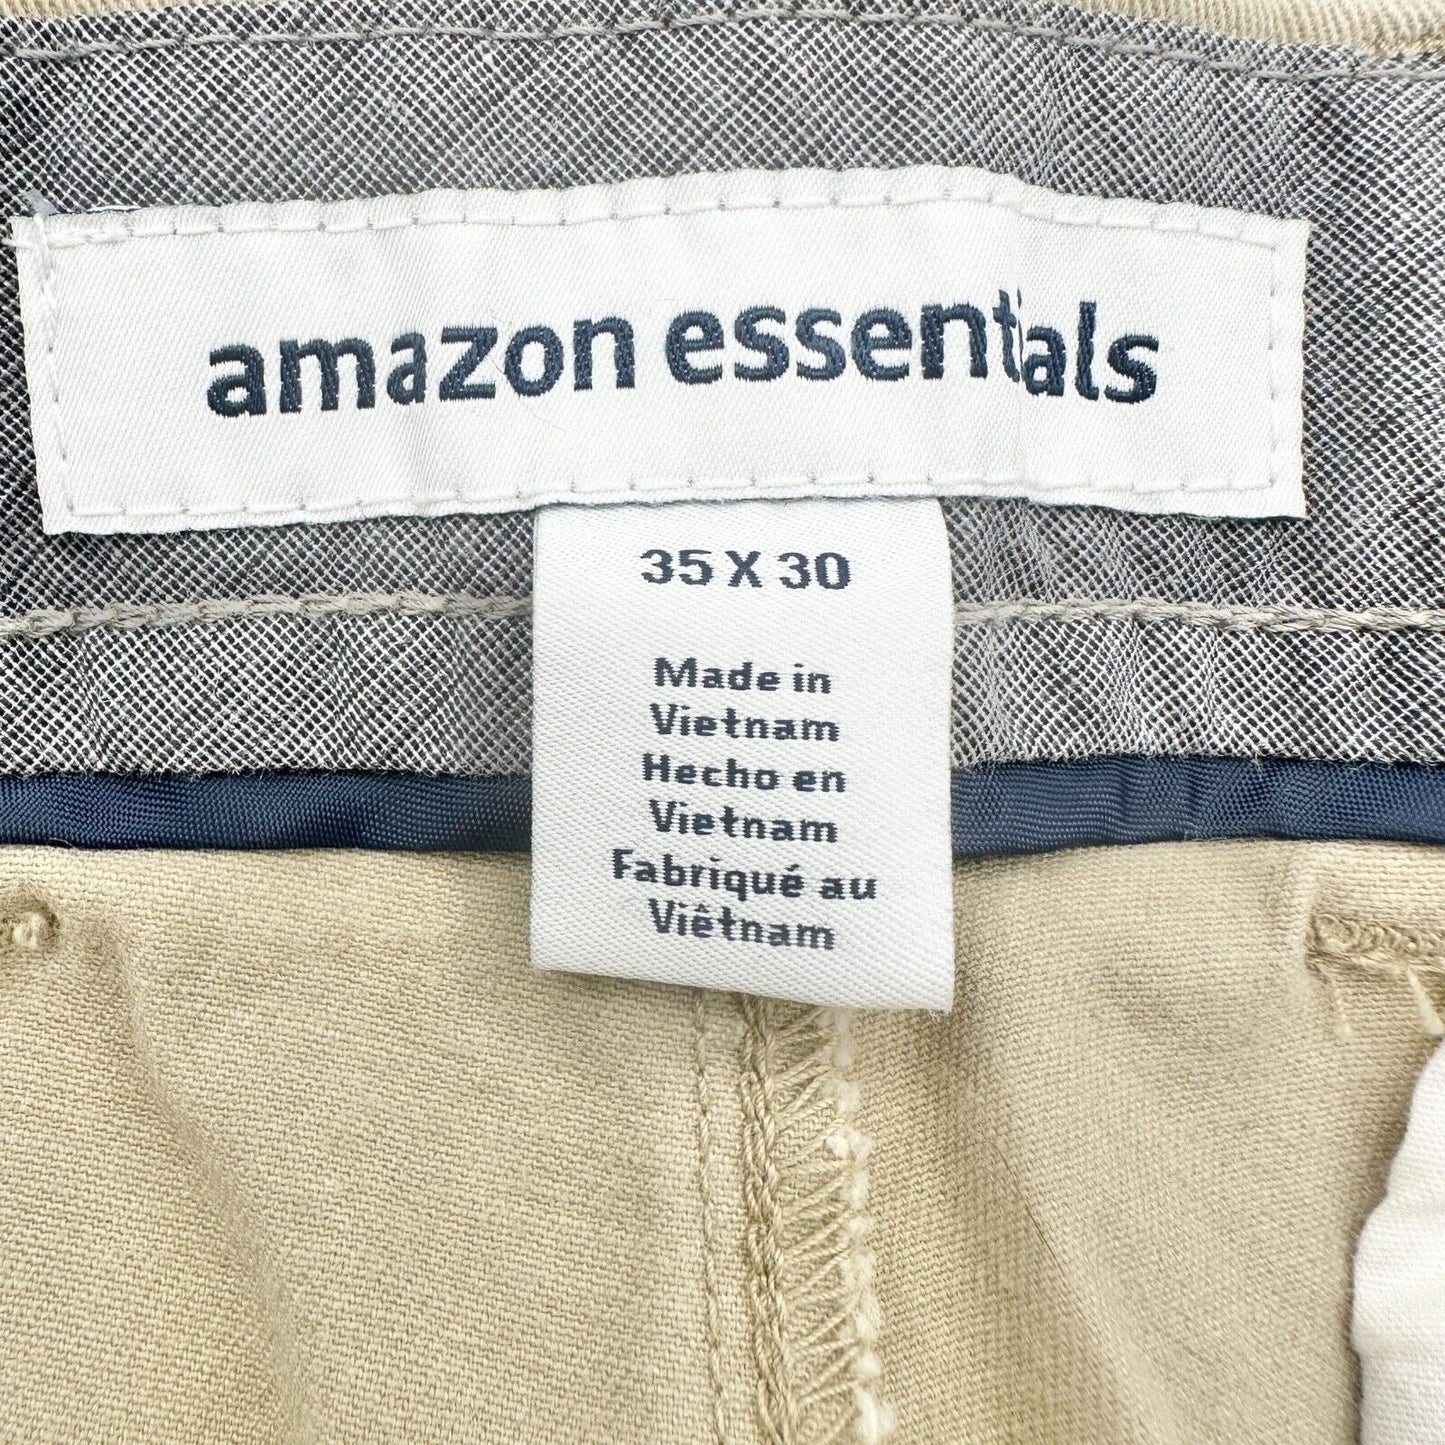 amazon essentials
35 X 30
Made in
Vietnam
Hecho en
Vietnam
Fabriqué au
Viêtnam